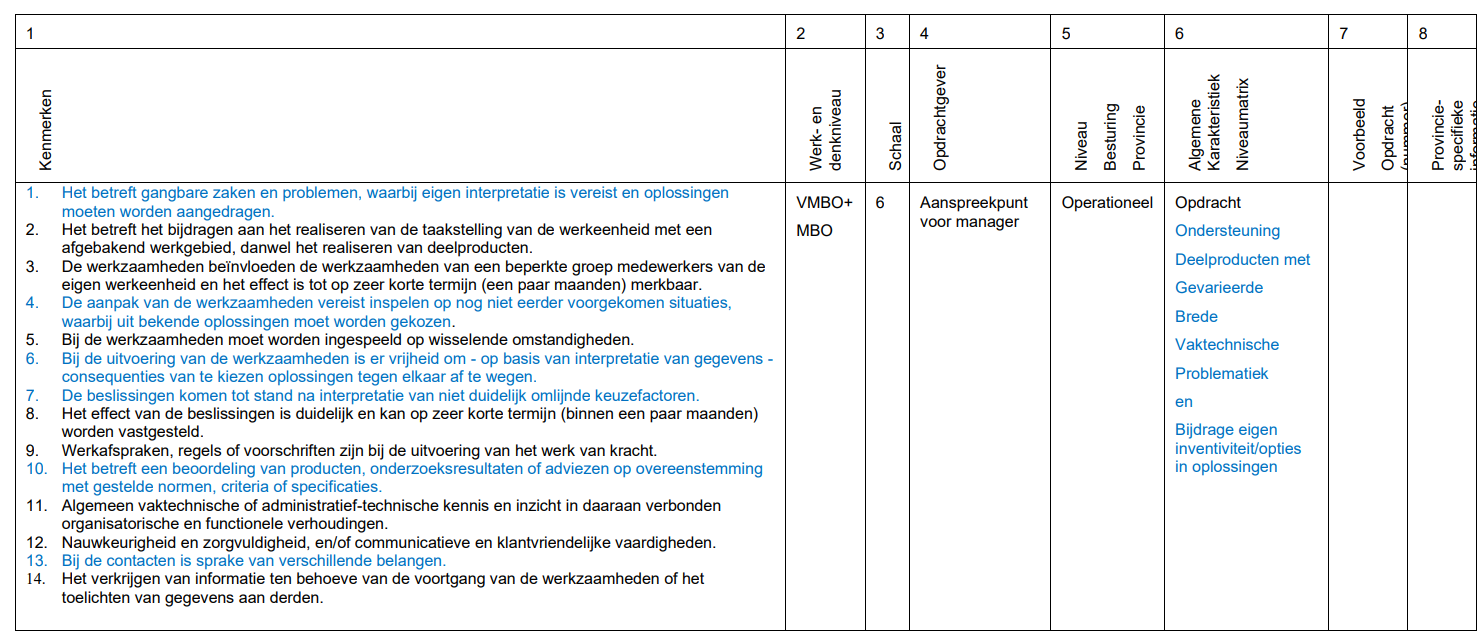 1 2 3 4 5 6 7 8
Kenmerken
Werk- en
denkniveau
Schaal
Opdrachtgever
Niveau
Besturing
Provincie
Algemene
Karakteristiek
Niveaumatrix
Voorbeeld
Opdracht
Provincie-
specifieke
1. Het betreft gangbare zaken en problemen, waarbij eigen interpretatie is vereist en oplossingen
moeten worden aangedragen.
2. Het betreft het bijdragen aan het realiseren van de taakstelling van de werkeenheid met een
afgebakend werkgebied, danwel het realiseren van deelproducten.
3. De werkzaamheden beïnvloeden de werkzaamheden van een beperkte groep medewerkers van de
eigen werkeenheid en het effect is tot op zeer korte termijn (een paar maanden) merkbaar.
4. De aanpak van de werkzaamheden vereist inspelen op nog niet eerder voorgekomen situaties,
waarbij uit bekende oplossingen moet worden gekozen.
5. Bij de werkzaamheden moet worden ingespeeld op wisselende omstandigheden.
6. Bij de uitvoering van de werkzaamheden is er vrijheid om - op basis van interpretatie van gegevens -
consequenties van te kiezen oplossingen tegen elkaar af te wegen.
7. De beslissingen komen tot stand na interpretatie van niet duidelijk omlijnde keuzefactoren.
8. Het effect van de beslissingen is duidelijk en kan op zeer korte termijn (binnen een paar maanden)
worden vastgesteld.
9. Werkafspraken, regels of voorschriften zijn bij de uitvoering van het werk van kracht.
10. Het betreft een beoordeling van producten, onderzoeksresultaten of adviezen op overeenstemming
met gestelde normen, criteria of specificaties.
11. Algemeen vaktechnische of administratief-technische kennis en inzicht in daaraan verbonden
organisatorische en functionele verhoudingen.
12. Nauwkeurigheid en zorgvuldigheid, en/of communicatieve en klantvriendelijke vaardigheden.
13. Bij de contacten is sprake van verschillende belangen.
14. Het verkrijgen van informatie ten behoeve van de voortgang van de werkzaamheden of het
toelichten van gegevens aan derden.
VMBO+
MBO
6
Aanspreekpunt
voor manager
Operationeel
Opdracht
Ondersteuning
Deelproducten met
Gevarieerde
Brede
Vaktechnische
Problematiek
en
Bijdrage eigen
inventiviteit/opties
in oplossingen